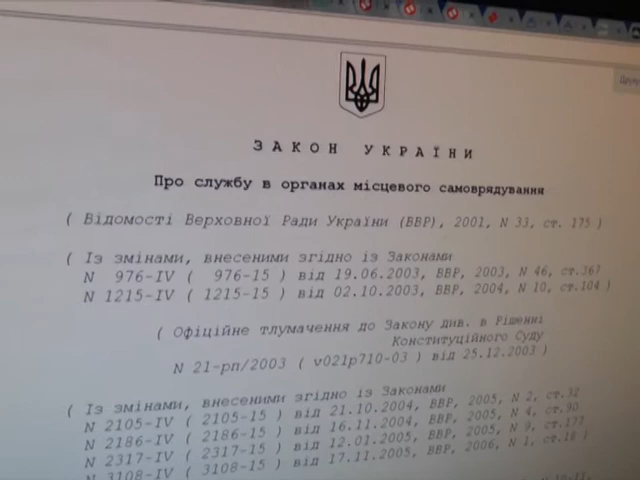 З А К О Н У К Р А Ї Н И
Про службу в органах місцевого самоврядування
( Відомості Верховної Ради України (ВВР), 2001, N 33, ст. 175 )
( Із змінами, внесеними згідно із Законами
N 976-IV ( 976-15 ) від 19.06.2003, ВВР, 2003, N 46, ст.367
N 1215-IV ( 1215-15 ) від 02.10.2003, ВВР, 2004, N 10, ст.104 )
( Офіційне тлумачення до Закону див. в Рішенні
Конституційного Суду
N 21-рп/2003 ( v021p710-03 ) від 25.12.2003 )
( Із змінами, внесеними згідно із Законами
N 2105-IV ( 2105-15 ) від 21.10.2004, ВВР, 2005, N 2, ст.32
N 2186-IV ( 2186-15 ) від 16.11.2004, ВВР, 2005, N 4, ст.90
N 2317-IV ( 2317-15 ) від 12.01.2005, ВВР, 2005, N 9, ст.177
N 3108-IV ( 3108-15 ) від 17.11.2005, ВВР, 2006, N 1, ст.18 )